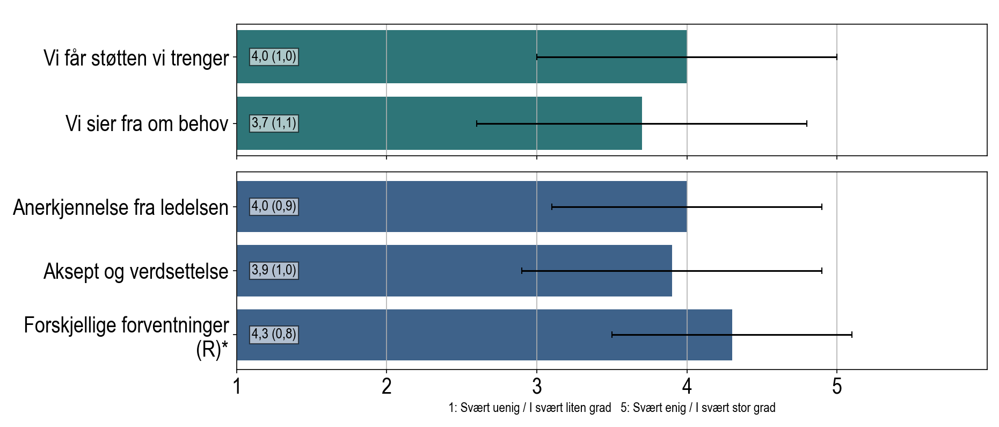 Vi får støtten vi trenger
4,0 (1,0)
Vi sier fra om behov
3,7 (1,1)
Anerkjennelse fra ledelsen
4,0 (0,9)
Aksept og verdsettelse
3,9 (1,0)
Forskjellige forventninger
(R)*
4,3 (0,8)
1 2 3 4 5
1: Svært uenig / I svært liten grad 5: Svært enig / I svært stor grad